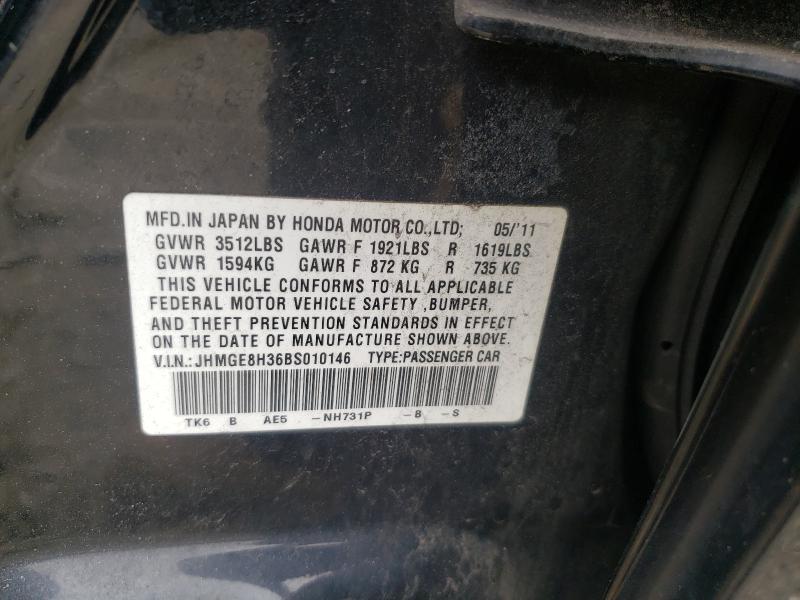 MFD.IN JAPAN BY HONDA MOTOR CO.,LTD; 05/'11
GVWR 3512LBS GAWR F 1921LBS R 1619LBS
GVWR 1594KG GAWR F 872 KG R 735 KG
THIS VEHICLE CONFORMS TO ALL APPLICABLE
FEDERAL MOTOR VEHICLE SAFETY ,BUMPER,
AND THEFT PREVENTION STANDARDS IN EFFECT
ON THE DATE OF MANUFACTURE SHOWN ABOVE.
V.I.N.: JHMGE8H36BS010146 TYPE:PASSENGER CAR
TK6 B AE5 -NH731P -8 -S